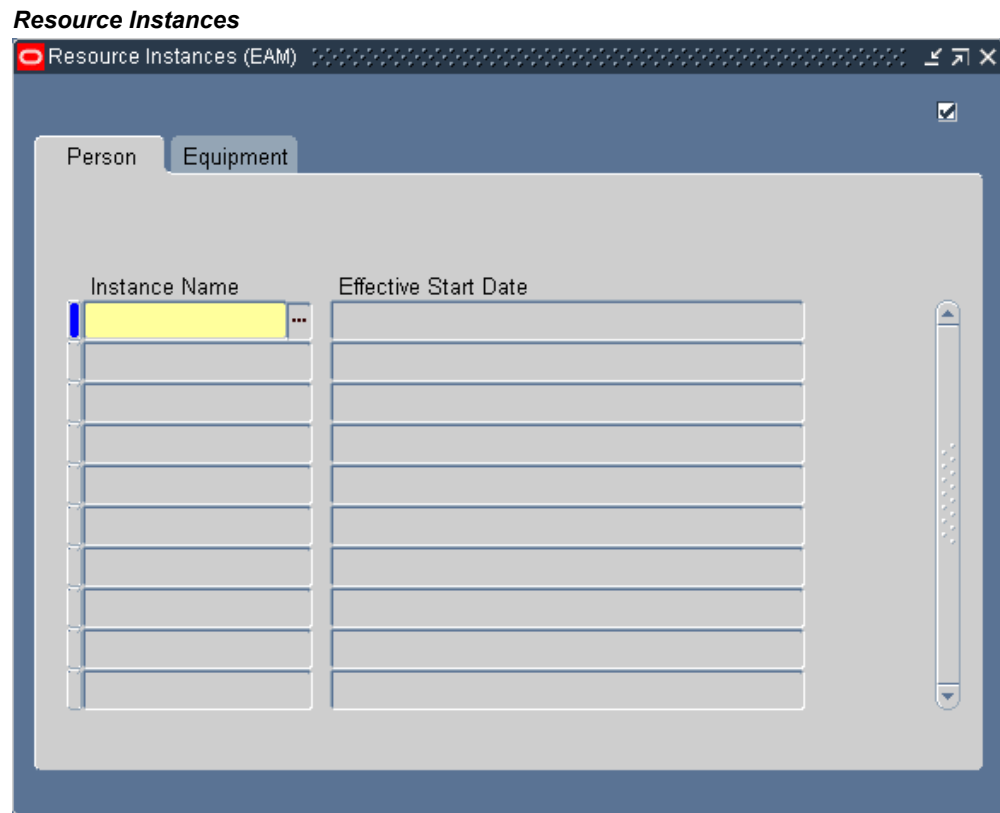 Resource Instances
Resource Instances (EAM)
Person Equipment
Instance Name Effective Start Date
...